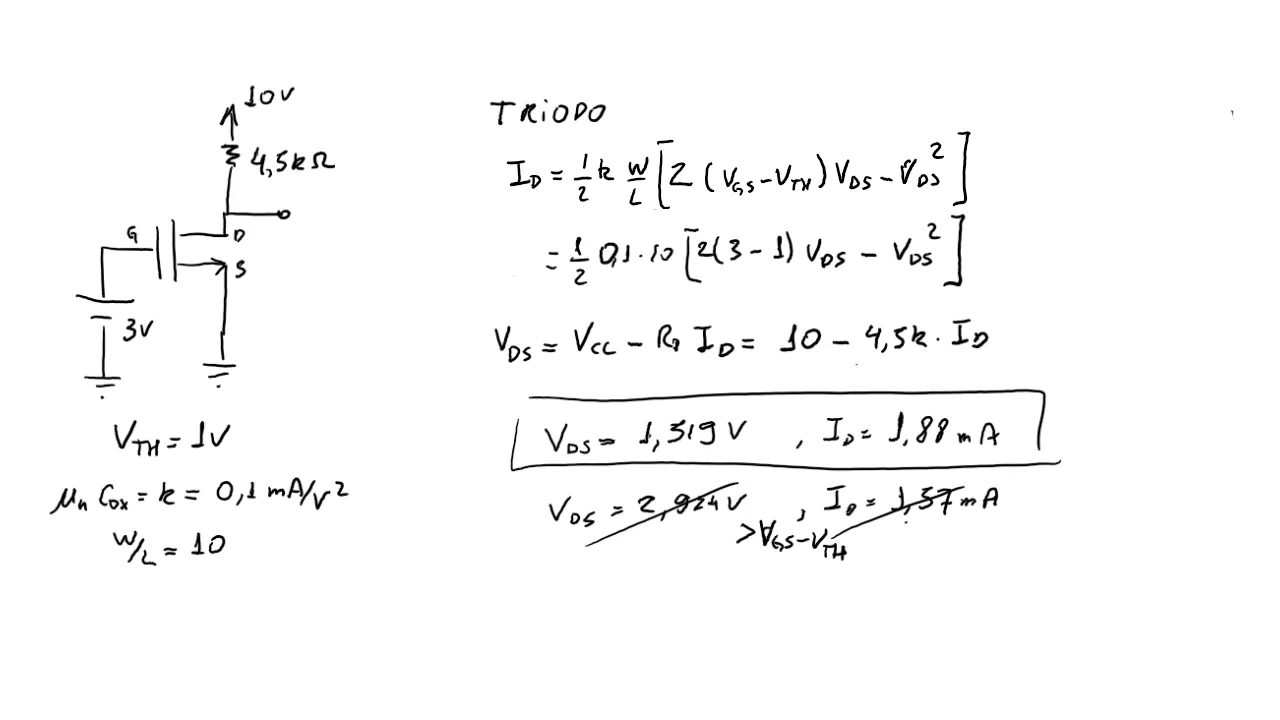 10V
4,5kΩ
G
D
S
3V
V_TH = 1V
μn Cox = k = 0,1 mA/V²
W/L = 10
TRIODO
I_D = 1/2 k W/L [2 (V_GS - V_TH) V_DS - V_DS²]
= 1/2 0,1 · 10 [2(3 - 1) V_DS - V_DS²]
V_DS = V_CC - R, I_D = 10 - 4,5k · I_D
V_DS = 1,519 V , I_D = 1,88 mA
V_DS = 2,924 V , I_D = 1,57 mA
> V_GS - V_TH